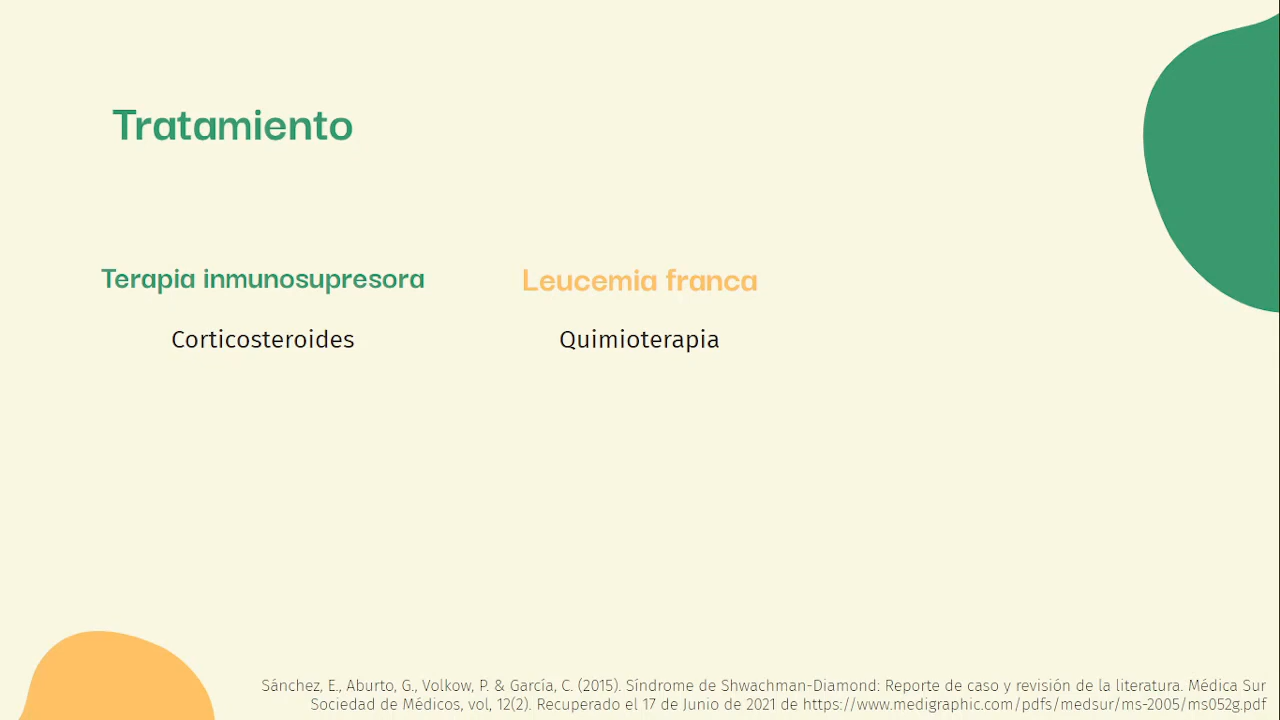 Tratamiento
Terapia inmunosupresora
Corticosteroides
Leucemia franca
Quimioterapia
Sánchez, E., Aburto, G., Volkow, P. & García, C. (2015). Síndrome de Shwachman-Diamond: Reporte de caso y revisión de la literatura. Médica Sur
Sociedad de Médicos, vol, 12(2). Recuperado el 17 de Junio de 2021 de https://www.medigraphic.com/pdfs/medsur/ms-2005/ms052g.pdf